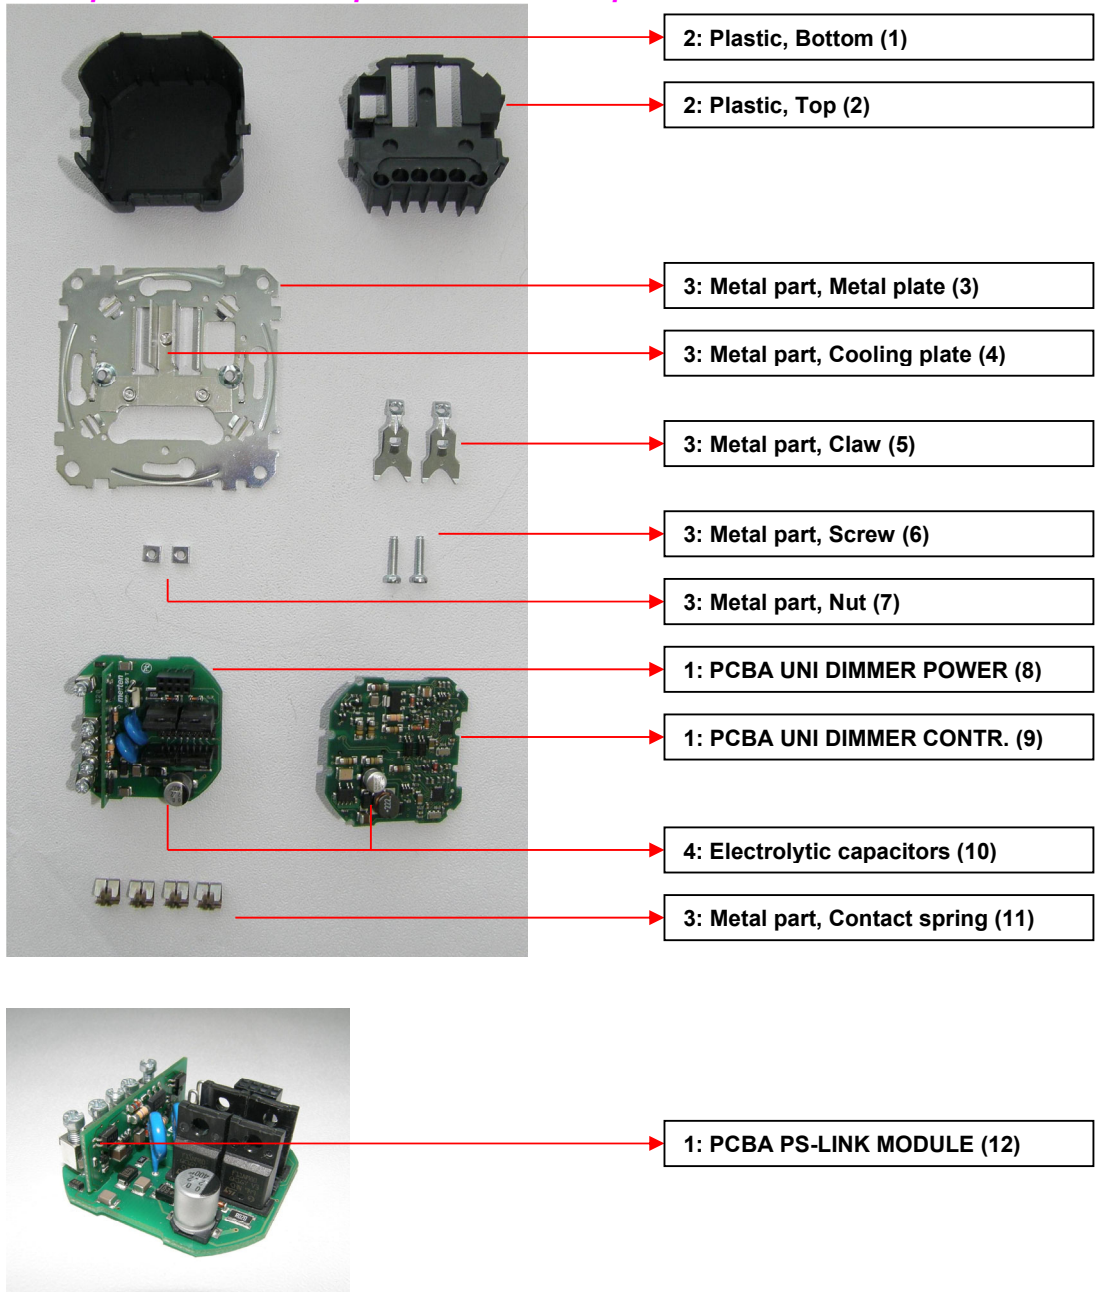 2: Plastic, Bottom (1)
2: Plastic, Top (2)
3: Metal part, Metal plate (3)
3: Metal part, Cooling plate (4)
3: Metal part, Claw (5)
3: Metal part, Screw (6)
3: Metal part, Nut (7)
1: PCBA UNI DIMMER POWER (8)
merten
1: PCBA UNI DIMMER CONTR. (9)
222
4: Electrolytic capacitors (10)
3: Metal part, Contact spring (11)
1: PCBA PS-LINK MODULE (12)